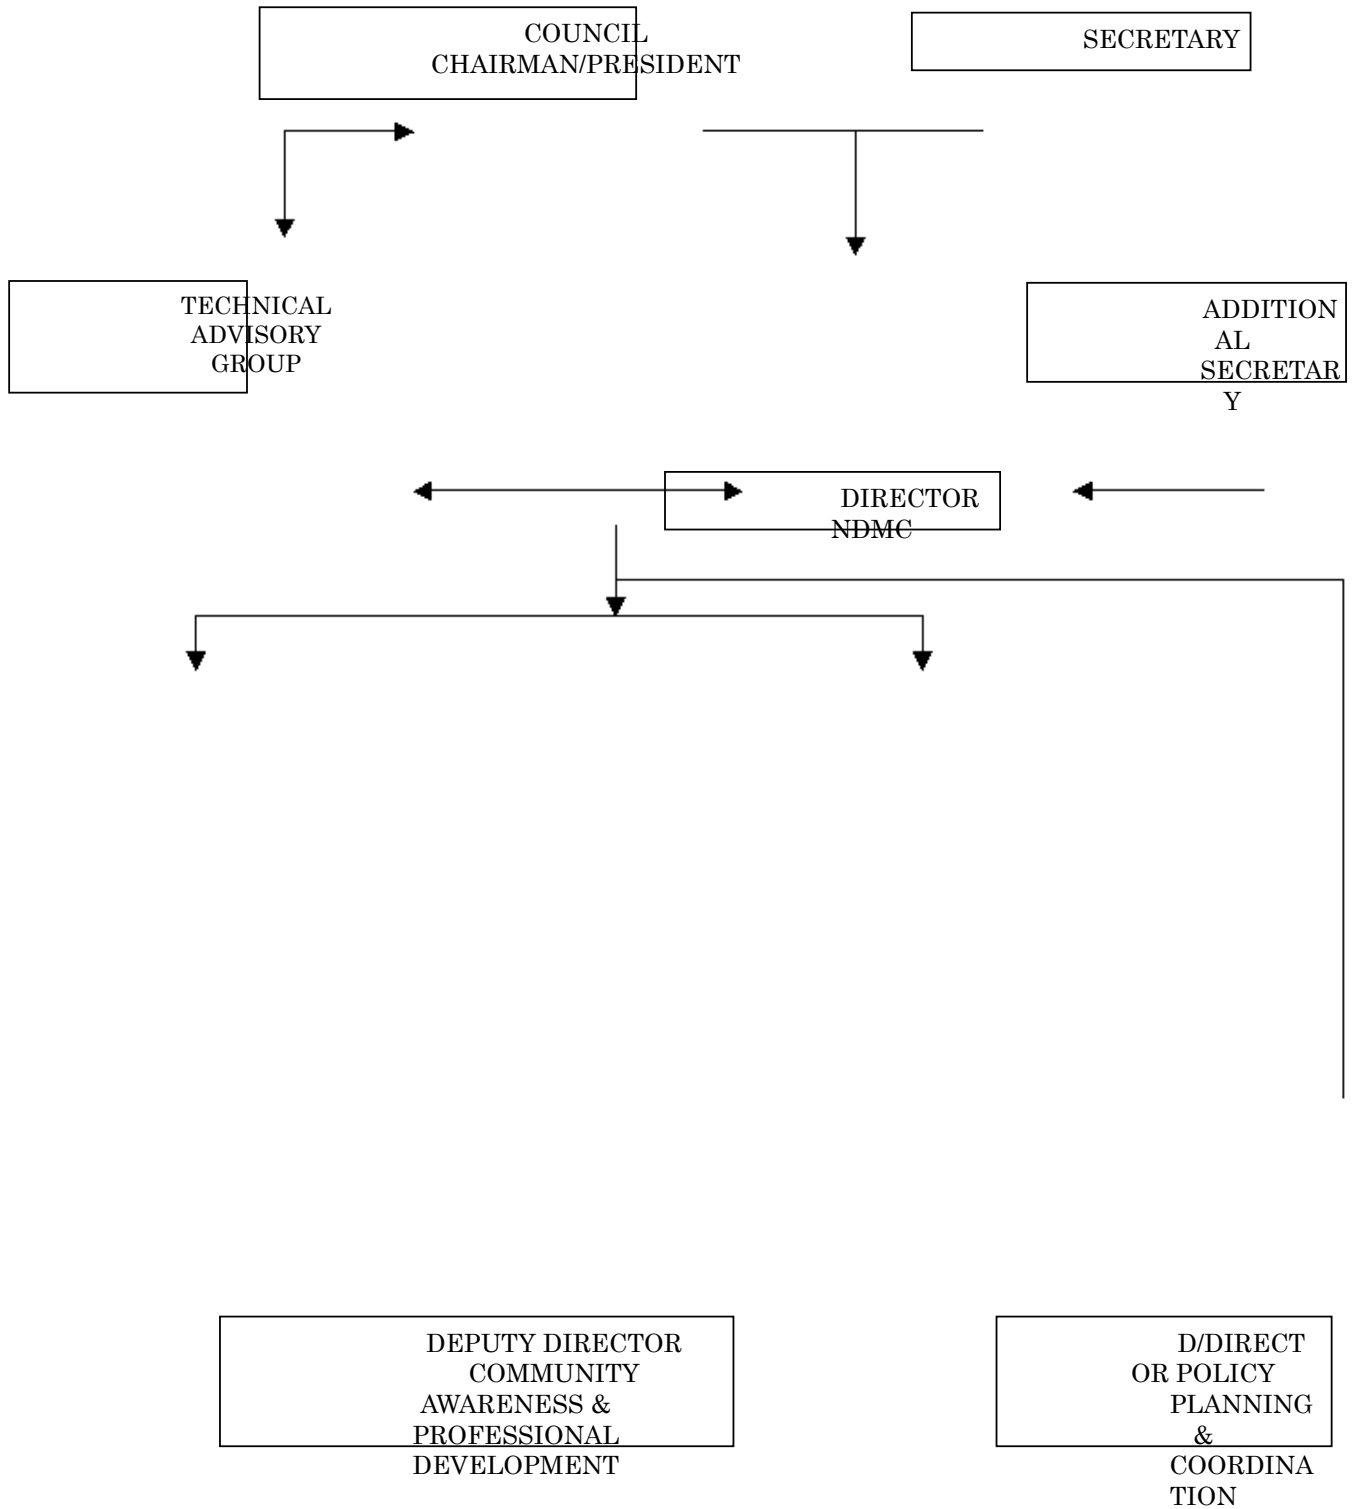 COUNCIL
CHAIRMAN/PRESIDENT
SECRETARY
TECHNICAL
ADVISORY
GROUP
ADDITION
AL
SECRETAR
Y
DIRECTOR
NDMC
DEPUTY DIRECTOR
COMMUNITY
AWARENESS &
PROFESSIONAL
DEVELOPMENT
D/DIRECT
OR POLICY
PLANNING
&
COORDINA
TION